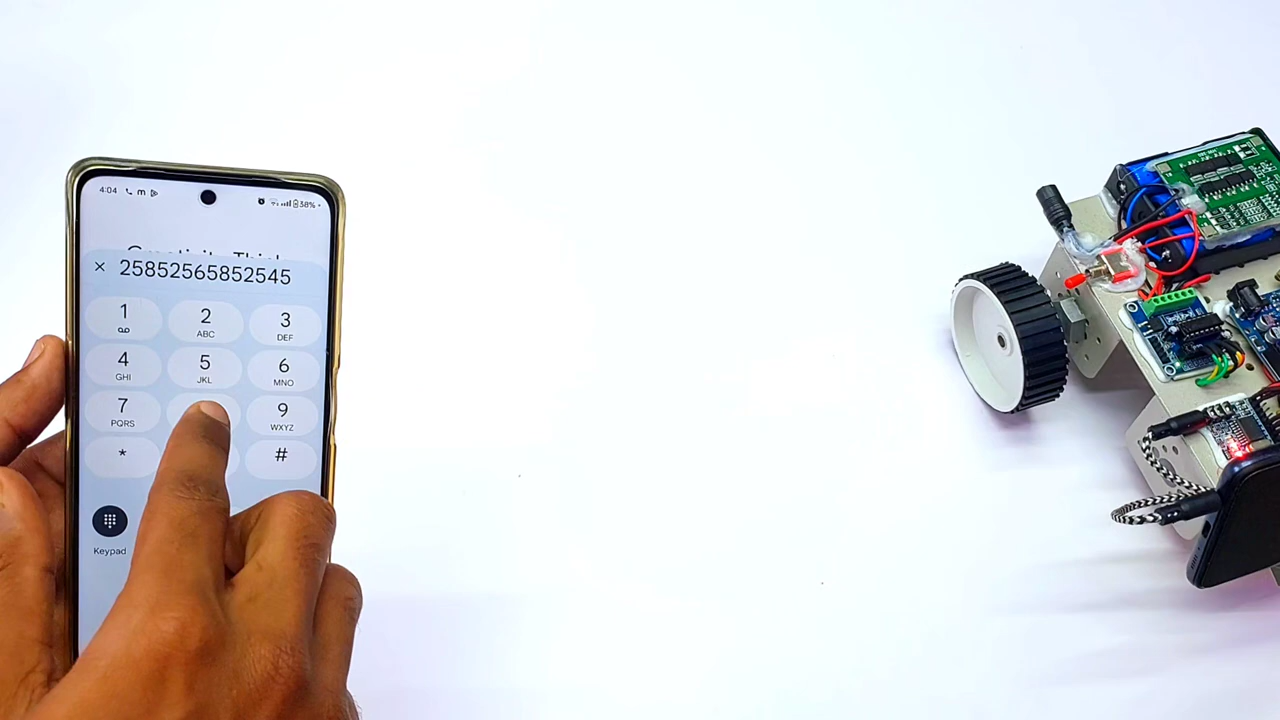 4:04 m 38%
× 25852565852545
1 2 ABC 3 DEF
4 GHI 5 JKL 6 MNO
7 PQRS 9 WXYZ
* #
Keypad